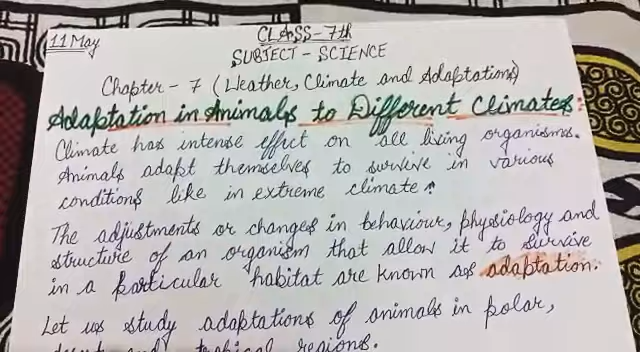 11 May
CLASS-7th
SUBJECT - SCIENCE
Chapter - 7 (Weather, Climate and Adaptations)
Adaptation in Animals to Different Climates:
Climate has intense effect on all living organisms.
Animals adapt themselves to survive in various
conditions like in extreme climate.
The adjustments or changes in behaviour, physiology and
structure of an organism that allow it to survive
in a particular habitat are known as adaptation.
Let us study adaptations of animals in polar,
regions.